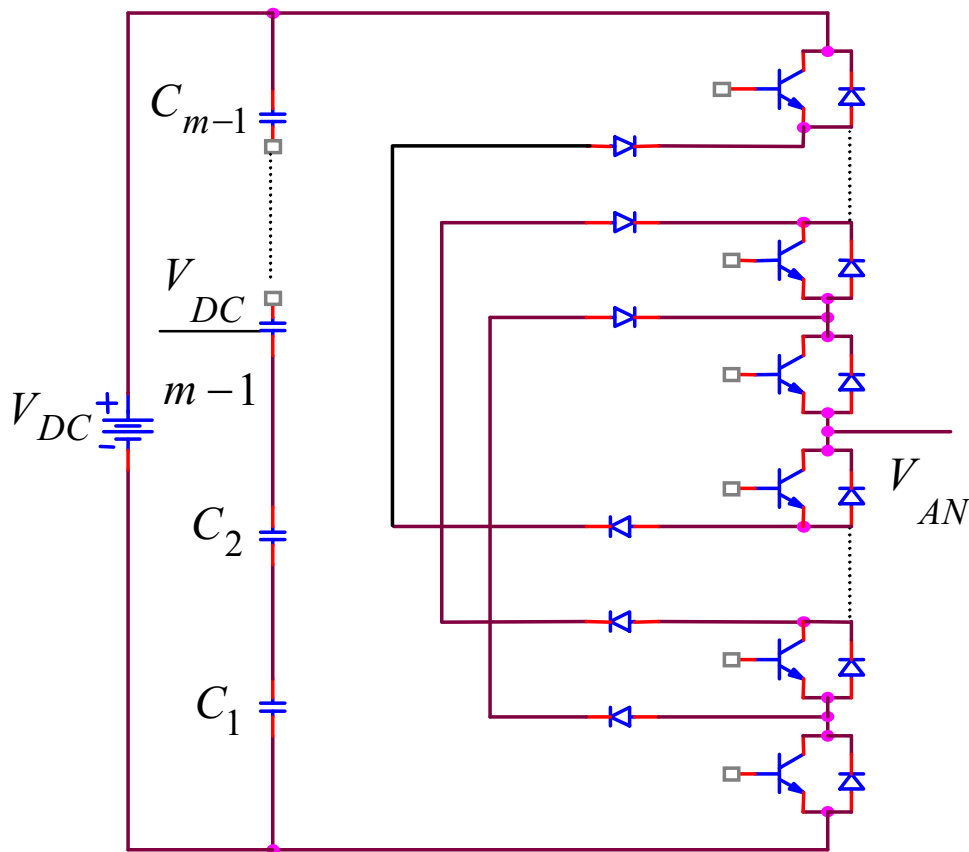 C_{m-1}
V_{DC}
m-1
V_{DC}
+
-
C_2
C_1
V_{AN}